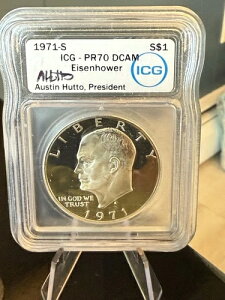 1971-S S$1
ICG - PR70 DCAM
Eisenhower
ICG
Austin Hutto, President
LIBERTY
IN GOD WE
TRUST
1971